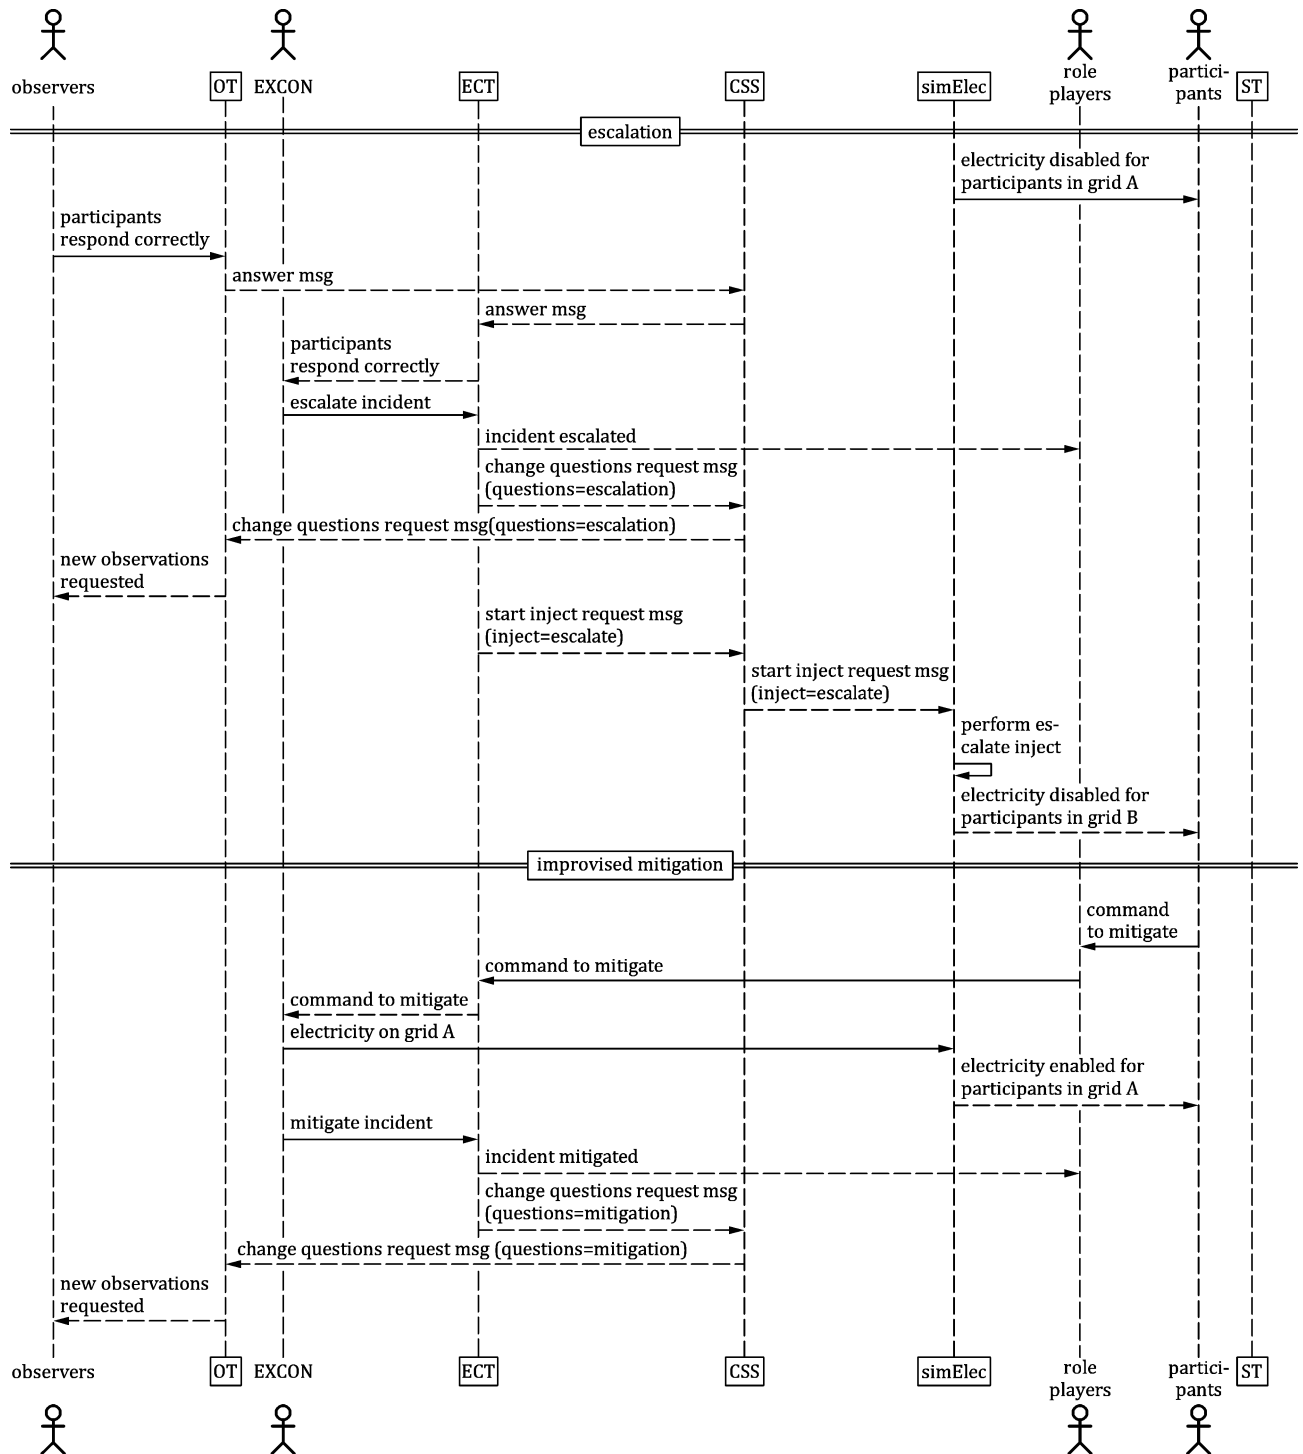 observers
OT
EXCON
ECT
CSS
simElec
role
players
partici-
pants
ST
escalation
electricity disabled for
participants in grid A
participants
respond correctly
answer msg
answer msg
participants
respond correctly
escalate incident
incident escalated
change questions request msg
(questions=escalation)
change questions request msg(questions=escalation)
new observations
requested
start inject request msg
(inject=escalate)
start inject request msg
(inject=escalate)
perform es-
calate inject
electricity disabled for
participants in grid B
improvised mitigation
command
to mitigate
command to mitigate
command to mitigate
electricity on grid A
electricity enabled for
participants in grid A
mitigate incident
incident mitigated
change questions request msg
(questions=mitigation)
change questions request msg (questions=mitigation)
new observations
requested
observers
OT
EXCON
ECT
CSS
simElec
role
players
partici-
pants
ST